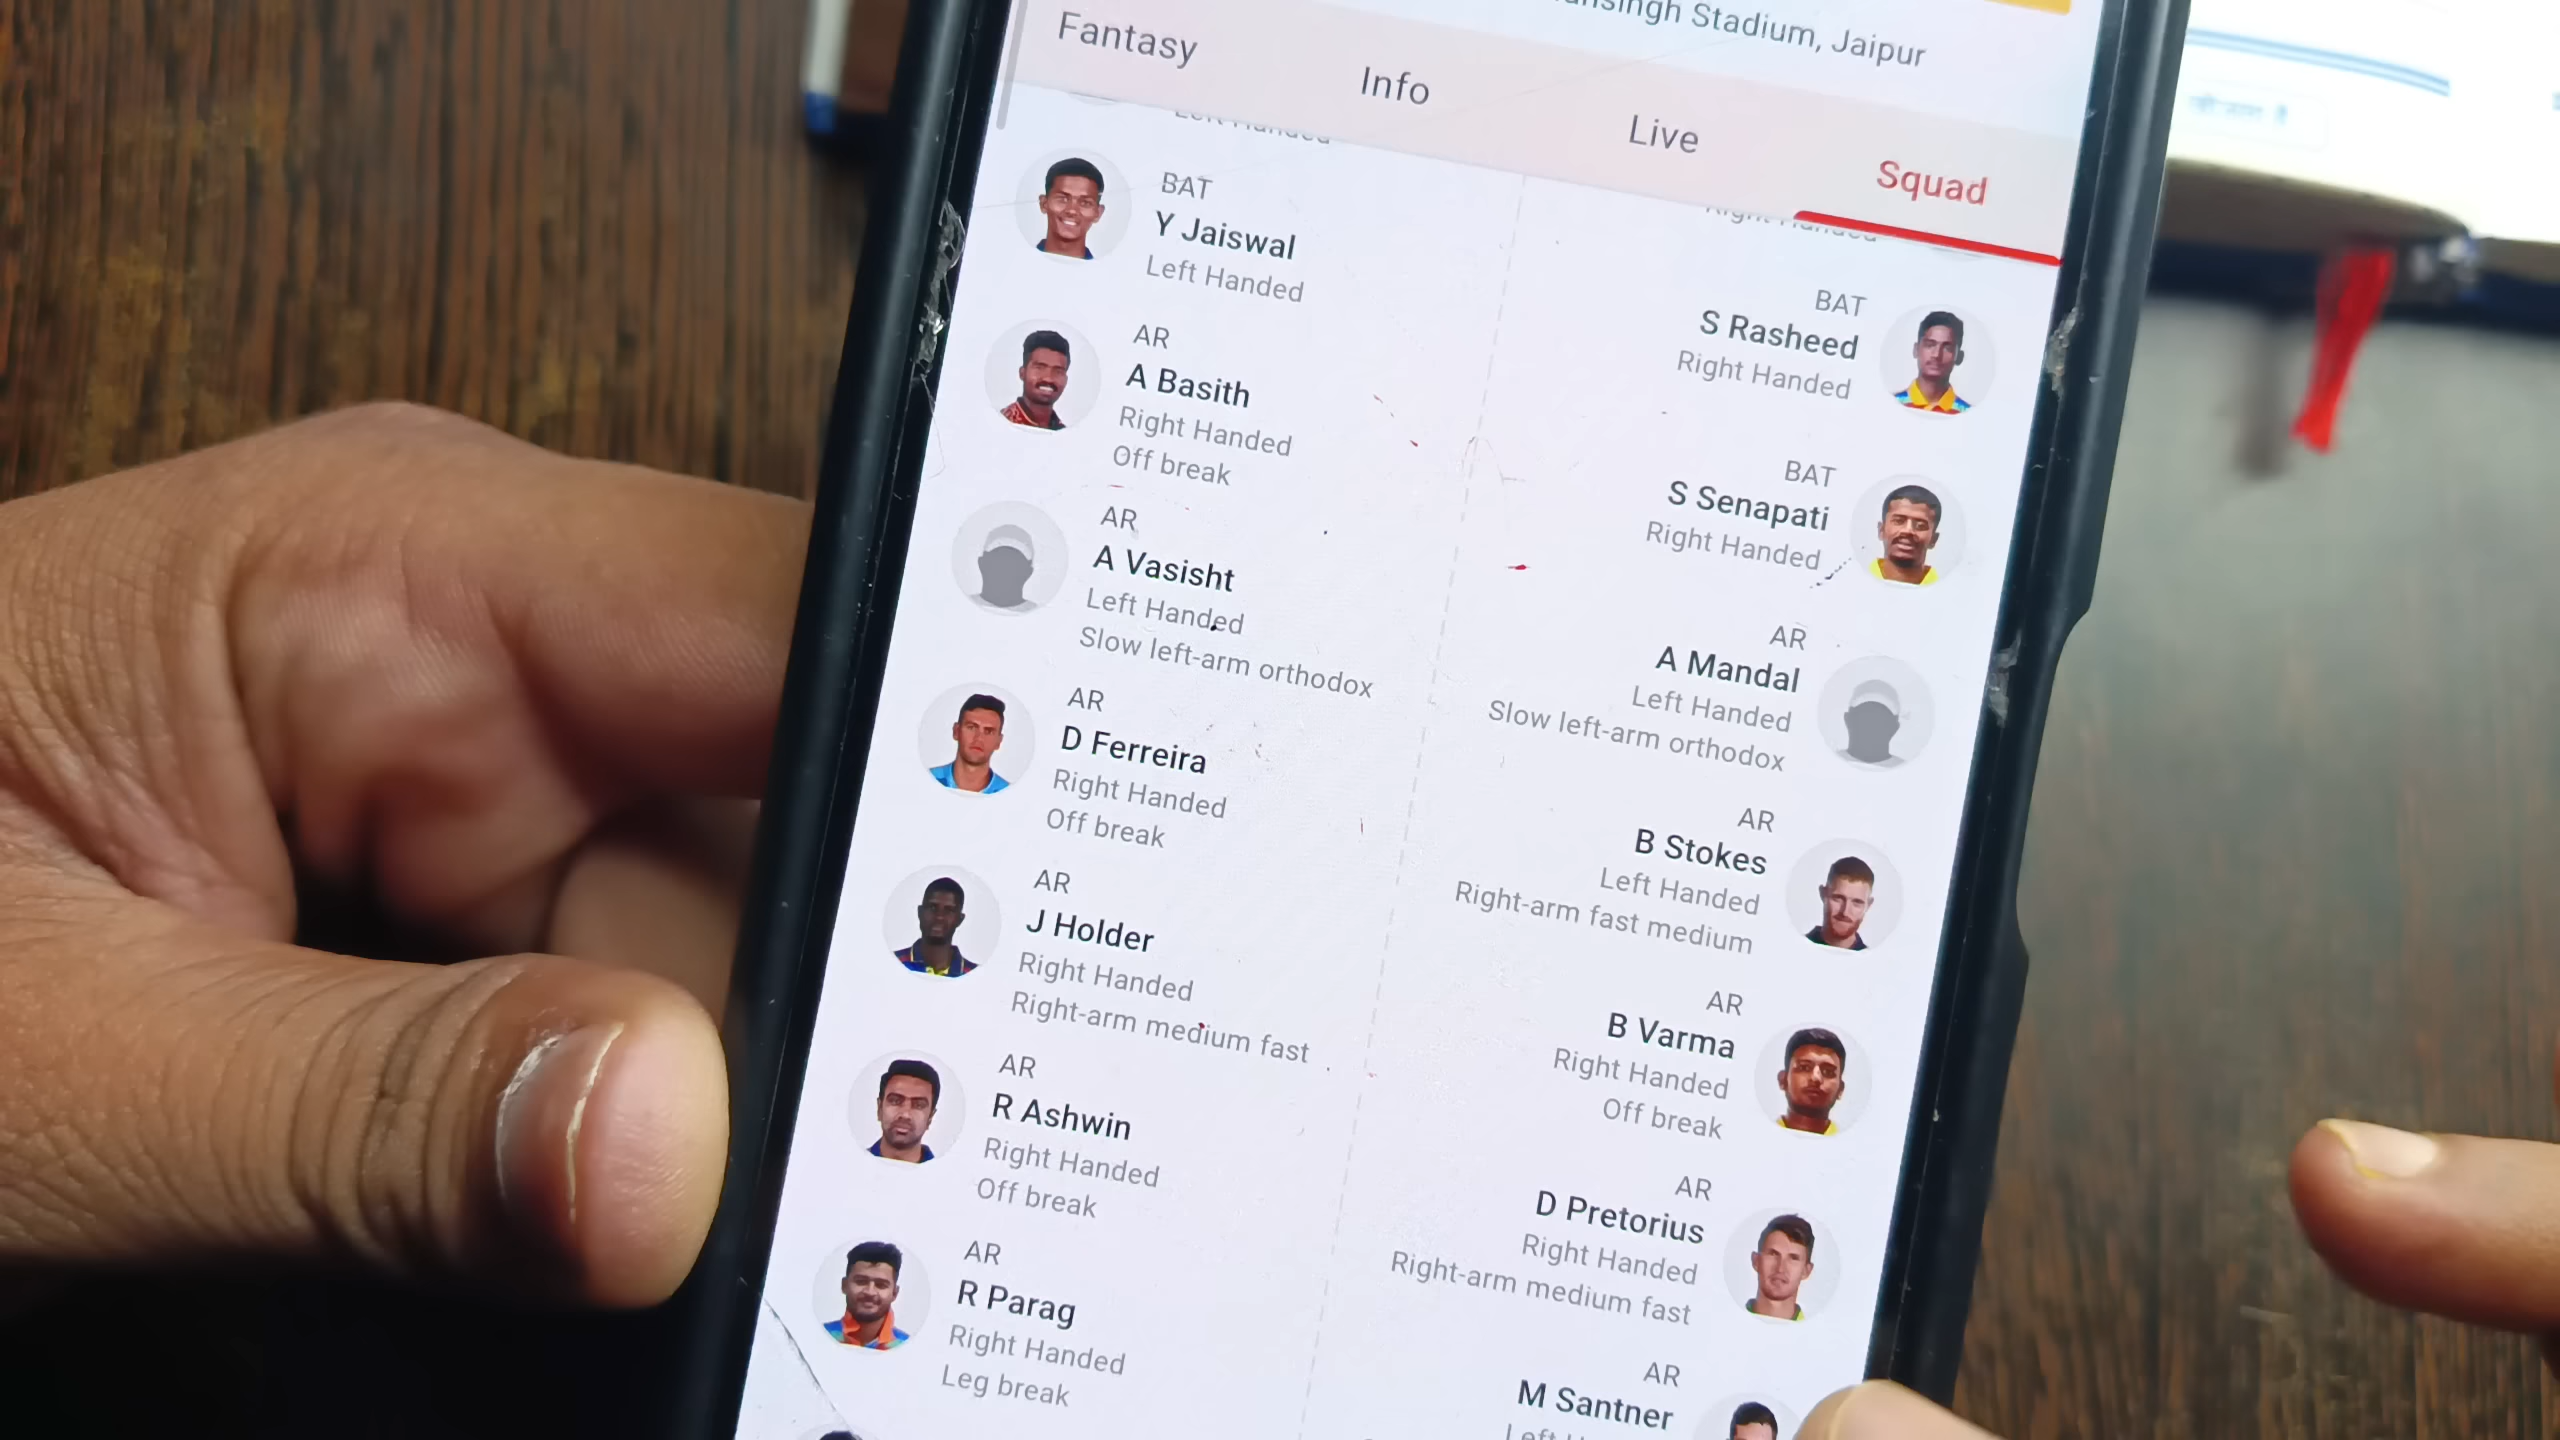 Stadium, Jaipur
Fantasy
Info
Live
Squad
BAT
Y Jaiswal
Left Handed
AR
A Basith
Right Handed
Off break
AR
A Vasisht
Left Handed
Slow left-arm orthodox
AR
D Ferreira
Right Handed
Off break
AR
J Holder
Right Handed
Right-arm medium fast
AR
R Ashwin
Right Handed
Off break
AR
R Parag
Right Handed
Leg break
Right Handed
BAT
S Rasheed
Right Handed
BAT
S Senapati
Right Handed
AR
A Mandal
Left Handed
Slow left-arm orthodox
AR
B Stokes
Left Handed
Right-arm fast medium
AR
B Varma
Right Handed
Off break
AR
D Pretorius
Right Handed
Right-arm medium fast
AR
M Santner